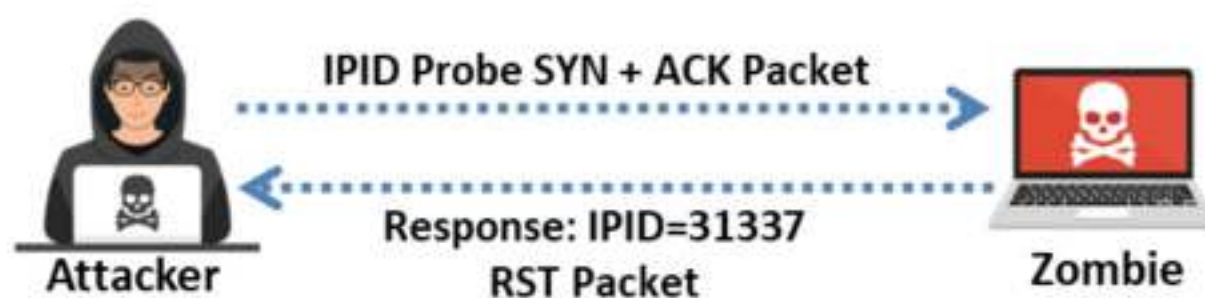 IPID Probe SYN + ACK Packet
Response: IPID=31337
RST Packet
Attacker
Zombie